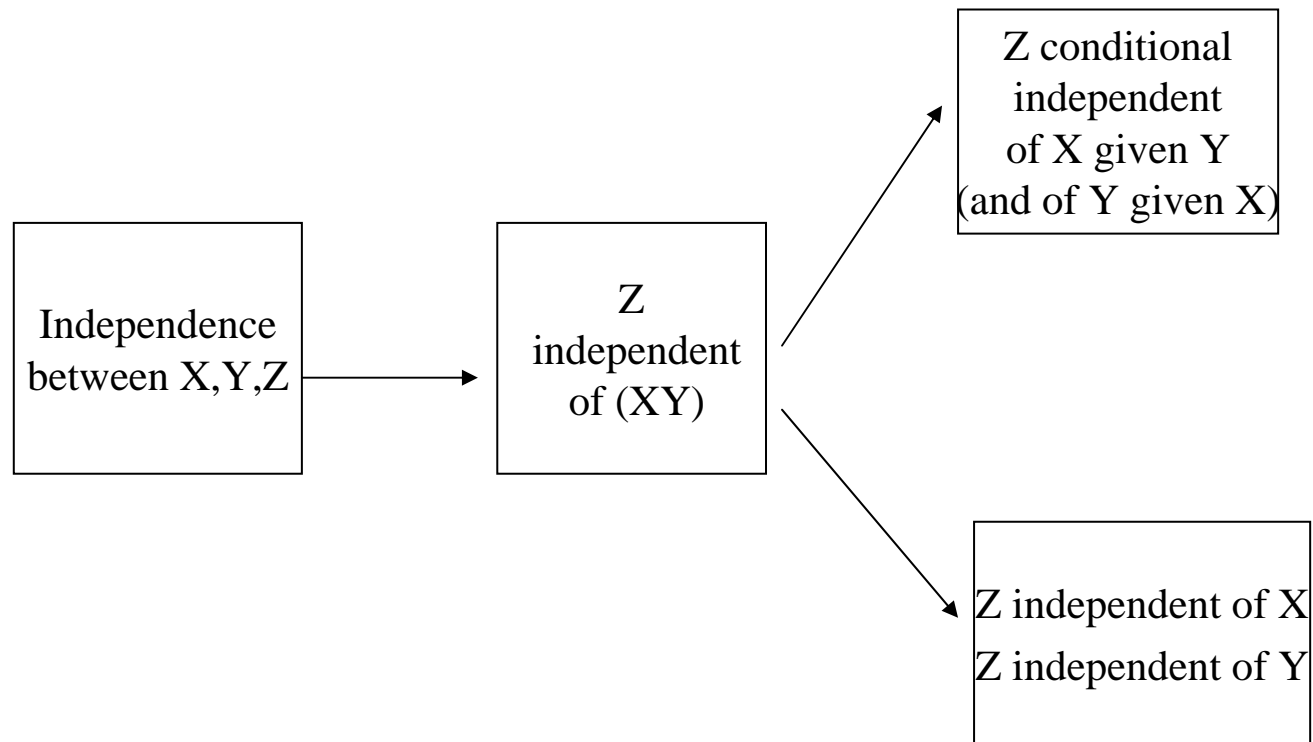 Independence
between X,Y,Z
Z
independent
of (XY)
Z conditional
independent
of X given Y
(and of Y given X)
Z independent of X
Z independent of Y